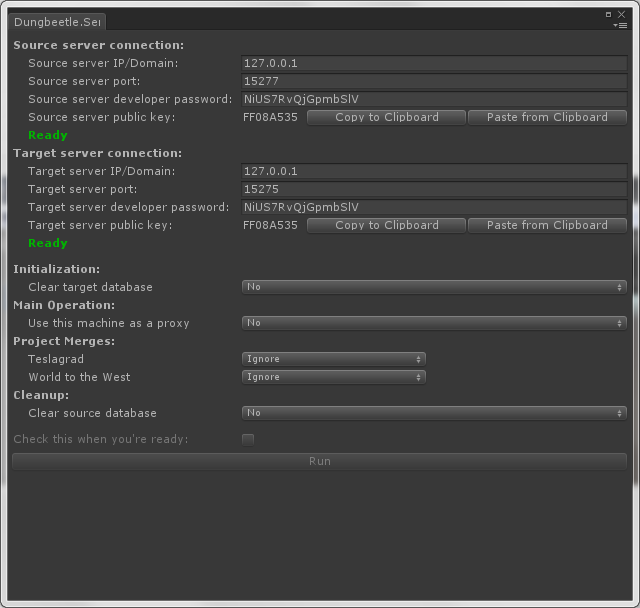 Dungbeetle.Ser
Source server connection:
Source server IP/Domain: 127.0.0.1
Source server port: 15277
Source server developer password: NiUS7RvQjGpmbSlV
Source server public key: FF08A535 Copy to Clipboard Paste from Clipboard
Ready
Target server connection:
Target server IP/Domain: 127.0.0.1
Target server port: 15275
Target server developer password: NiUS7RvQjGpmbSlV
Target server public key: FF08A535 Copy to Clipboard Paste from Clipboard
Ready
Initialization:
Clear target database No
Main Operation:
Use this machine as a proxy No
Project Merges:
Teslagrad Ignore
World to the West Ignore
Cleanup:
Clear source database No
Check this when you're ready:
Run